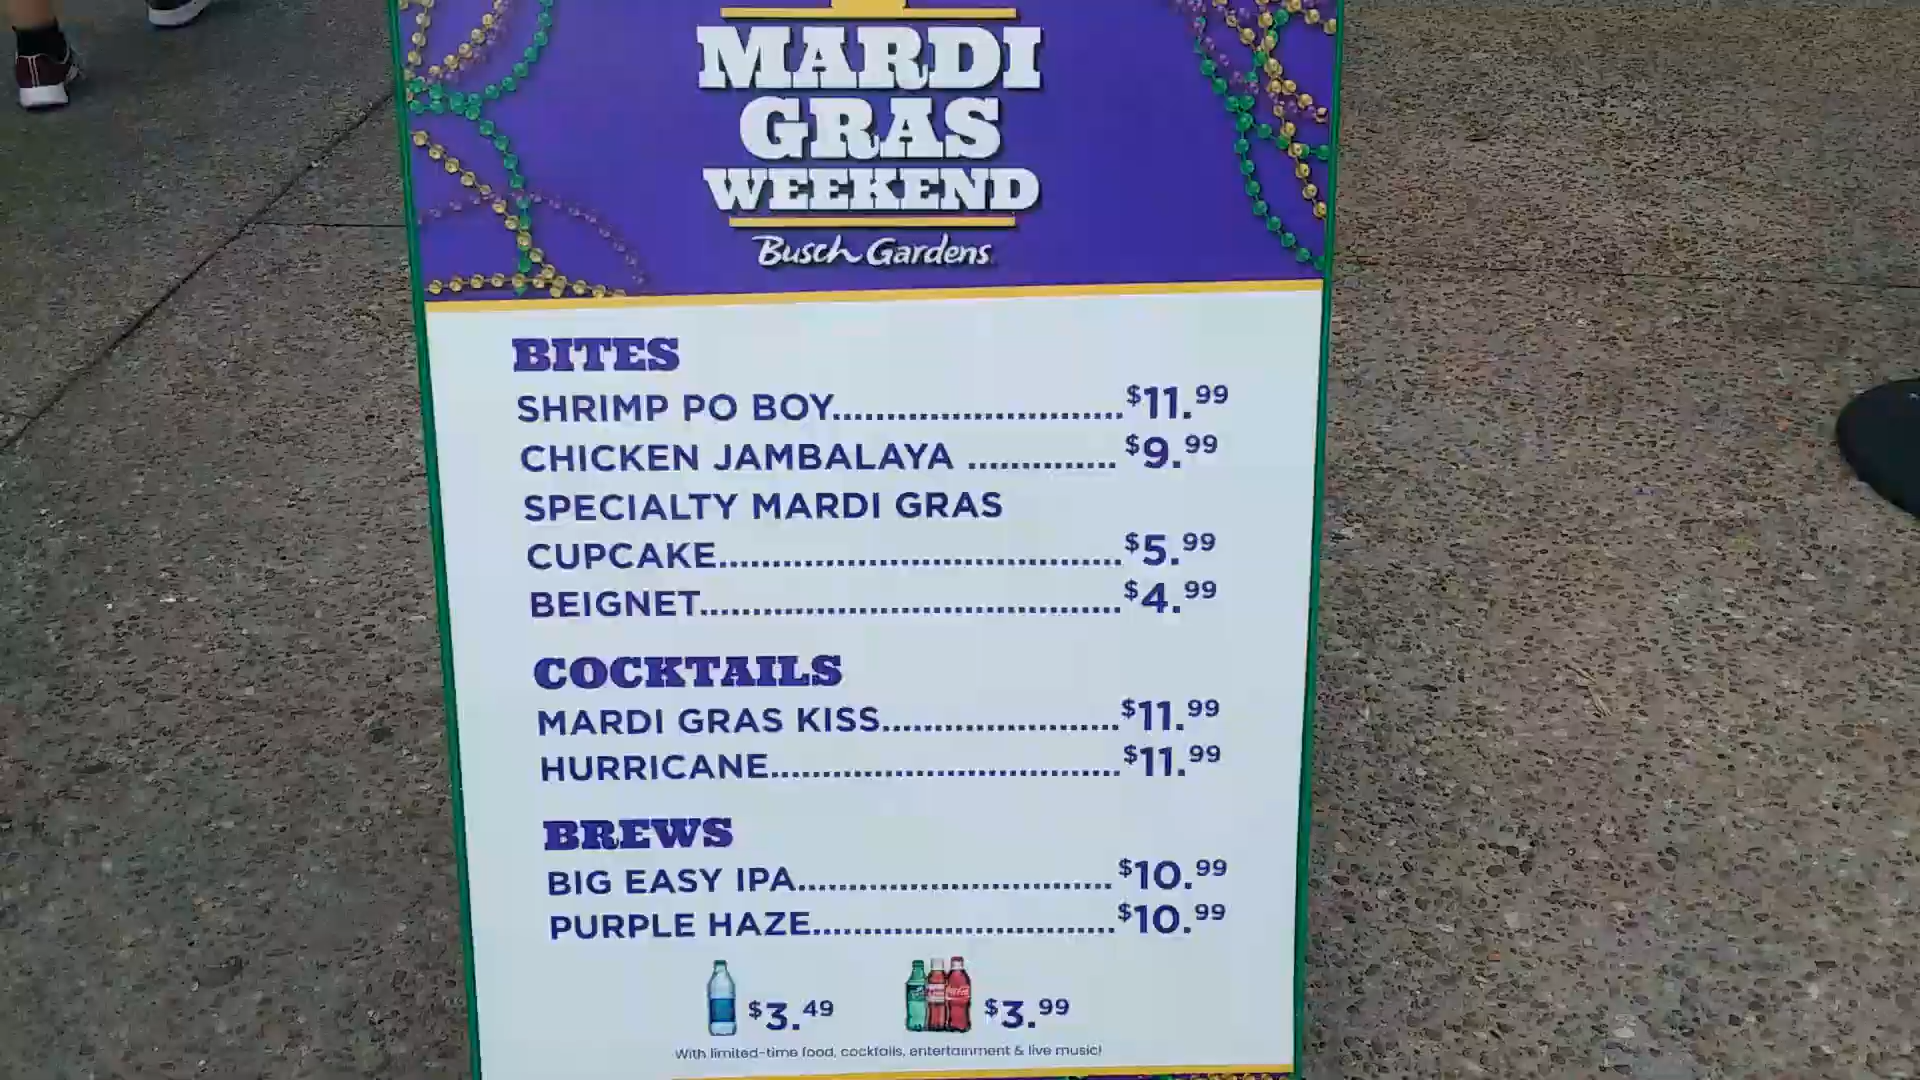 MARDI
GRAS
WEEKEND
Busch Gardens
BITES
SHRIMP PO BOY..........................$11.99
CHICKEN JAMBALAYA .............. $9.99
SPECIALTY MARDI GRAS
CUPCAKE.....................................$5.99
BEIGNET......................................$4.99
COCKTAILS
MARDI GRAS KISS.....................$11.99
HURRICANE................................$11.99
BREWS
BIG EASY IPA.............................$10.99
PURPLE HAZE...........................$10.99
$3.49 $3.99
With limited-time food, cocktails, entertainment & live music!